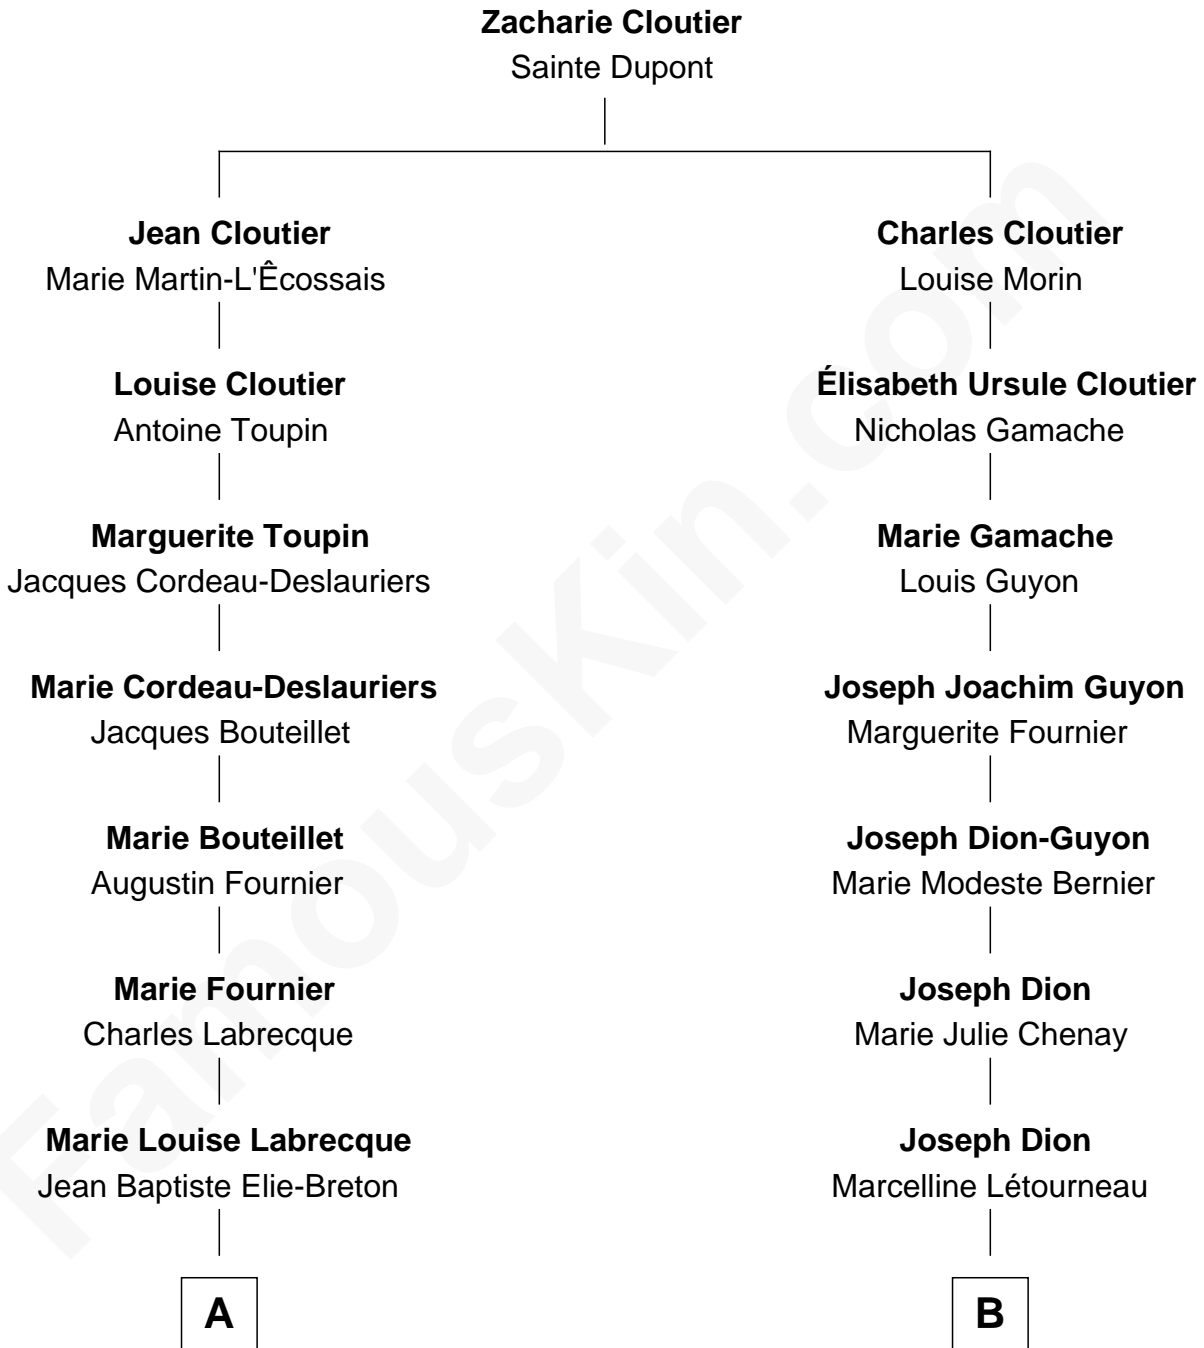 Zacharie Cloutier
Sainte Dupont
Jean Cloutier
Marie Martin-L'Êcossais
Louise Cloutier
Antoine Toupin
Marguerite Toupin
Jacques Cordeau-Deslauriers
Marie Cordeau-Deslauriers
Jacques Bouteillet
Marie Bouteillet
Augustin Fournier
Marie Fournier
Charles Labrecque
Marie Louise Labrecque
Jean Baptiste Elie-Breton
A
Charles Cloutier
Louise Morin
Élisabeth Ursule Cloutier
Nicholas Gamache
Marie Gamache
Louis Guyon
Joseph Joachim Guyon
Marguerite Fournier
Joseph Dion-Guyon
Marie Modeste Bernier
Joseph Dion
Marie Julie Chenay
Joseph Dion
Marcelline Létourneau
B
FamousKin.com